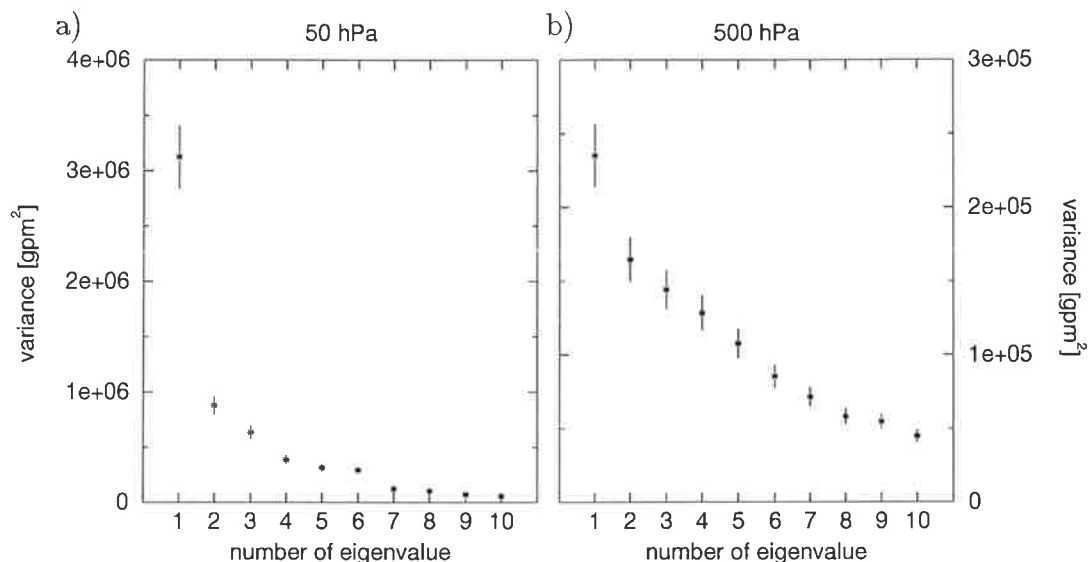 a)
50 hPa
4e+06
3e+06
2e+06
1e+06
0
variance [gpm²]
1 2 3 4 5 6 7 8 9 10
number of eigenvalue
b)
500 hPa
3e+05
2e+05
1e+05
0
variance [gpm²]
1 2 3 4 5 6 7 8 9 10
number of eigenvalue